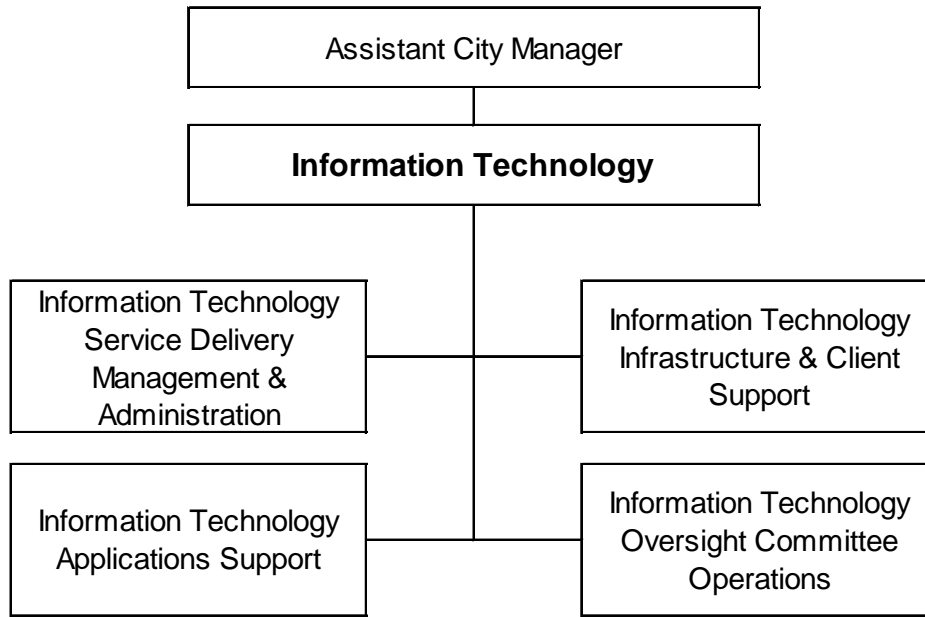 Assistant City Manager
Information Technology
Information Technology
Service Delivery
Management &
Administration
Information Technology
Infrastructure & Client
Support
Information Technology
Applications Support
Information Technology
Oversight Committee
Operations